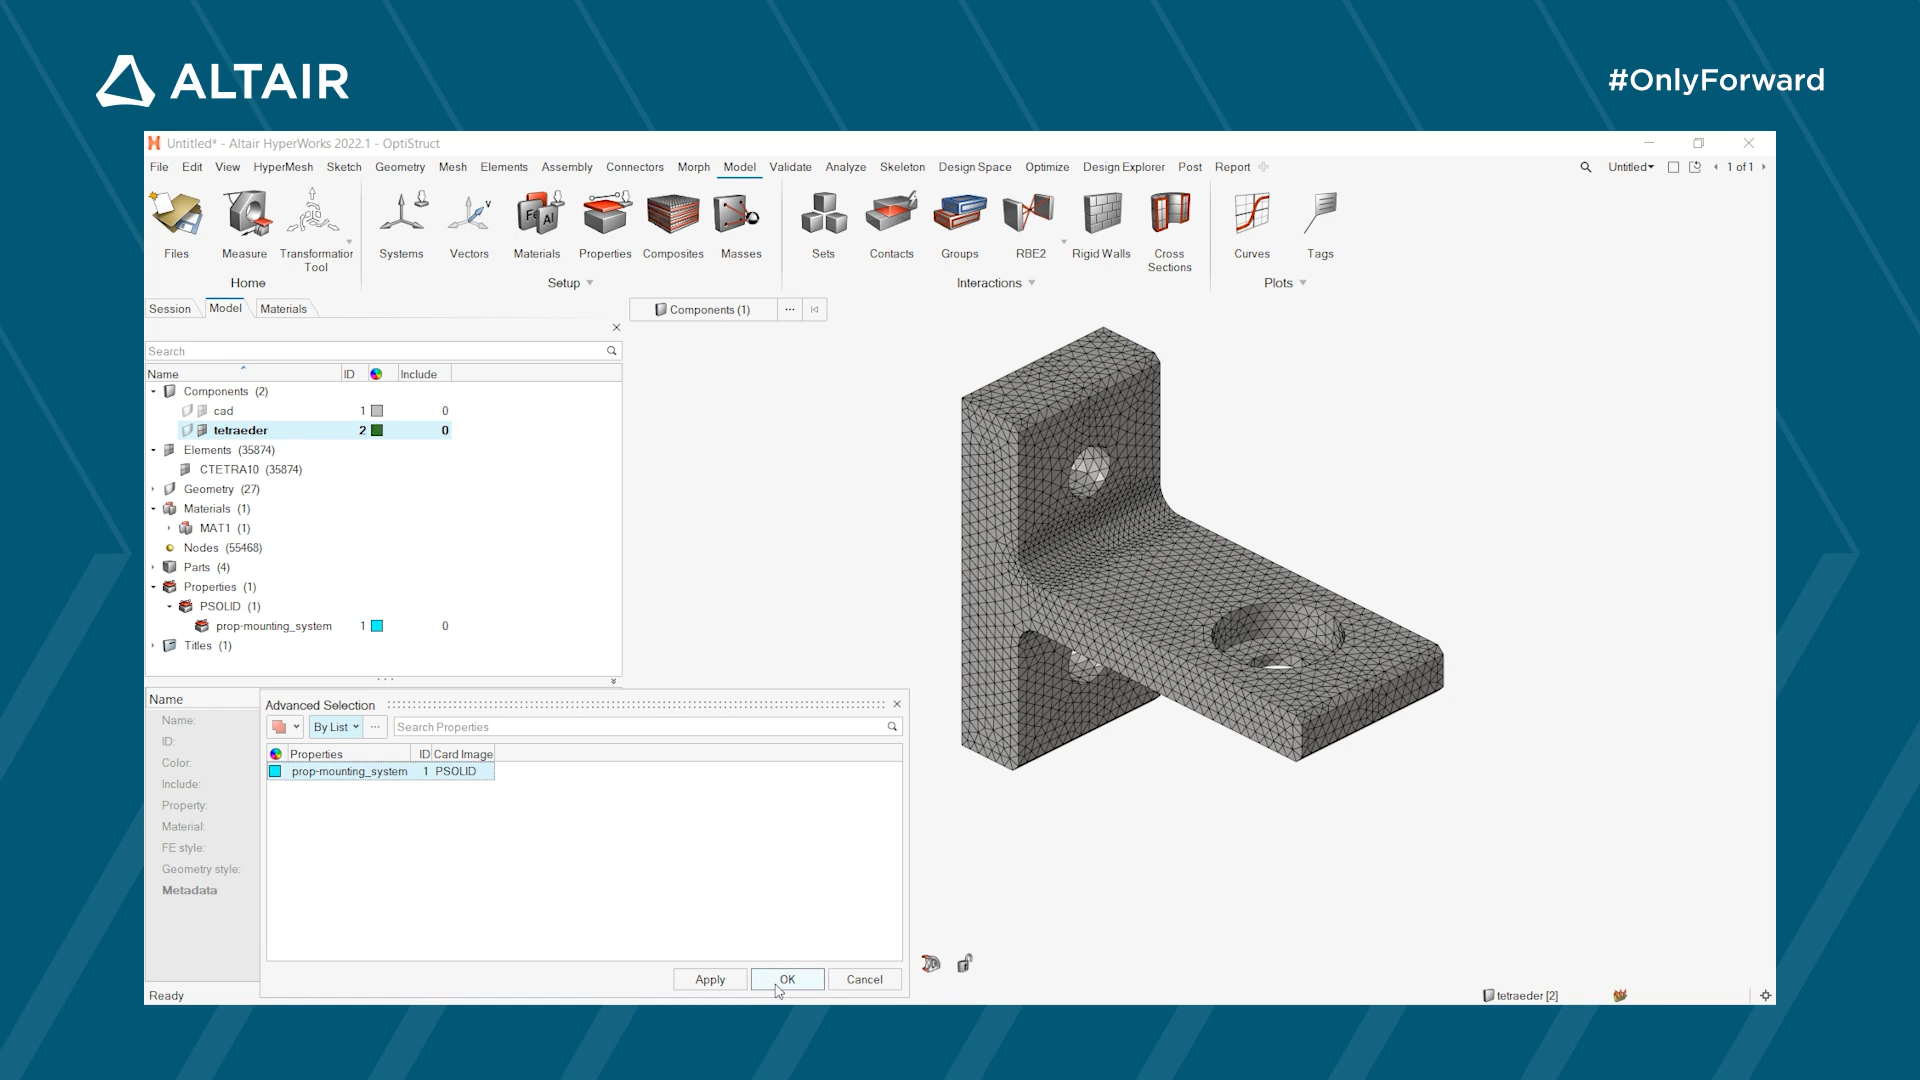 ALTAIR
#OnlyForward
Untitled* - Altair HyperWorks 2022.1 - OptiStruct
File Edit View HyperMesh Sketch Geometry Mesh Elements Assembly Connectors Morph Model Validate Analyze Skeleton Design Space Optimize Design Explorer Post Report Untitled 1 of 1
Fe Al
v
Files Measure Transformation Tool Systems Vectors Materials Properties Composites Masses Sets Contacts Groups RBE2 Rigid Walls Cross Sections Curves Tags
Home Setup Interactions Plots
Session Model Materials
Components (1) ...
Search
Name ID Include
Components (2)
cad 1 0
tetraeder 2 0
Elements (35874)
CTETRA10 (35874)
Geometry (27)
Materials (1)
MAT1 (1)
Nodes (55468)
Parts (4)
Properties (1)
PSOLID (1)
prop-mounting_system 1 0
Titles (1)
Name
Name:
ID:
Color:
Include:
Property:
Material:
FE style:
Geometry style:
Metadata
Advanced Selection
By List ... Search Properties
Properties ID Card Image
prop-mounting_system 1 PSOLID
Apply OK Cancel
Ready
tetraeder [2]